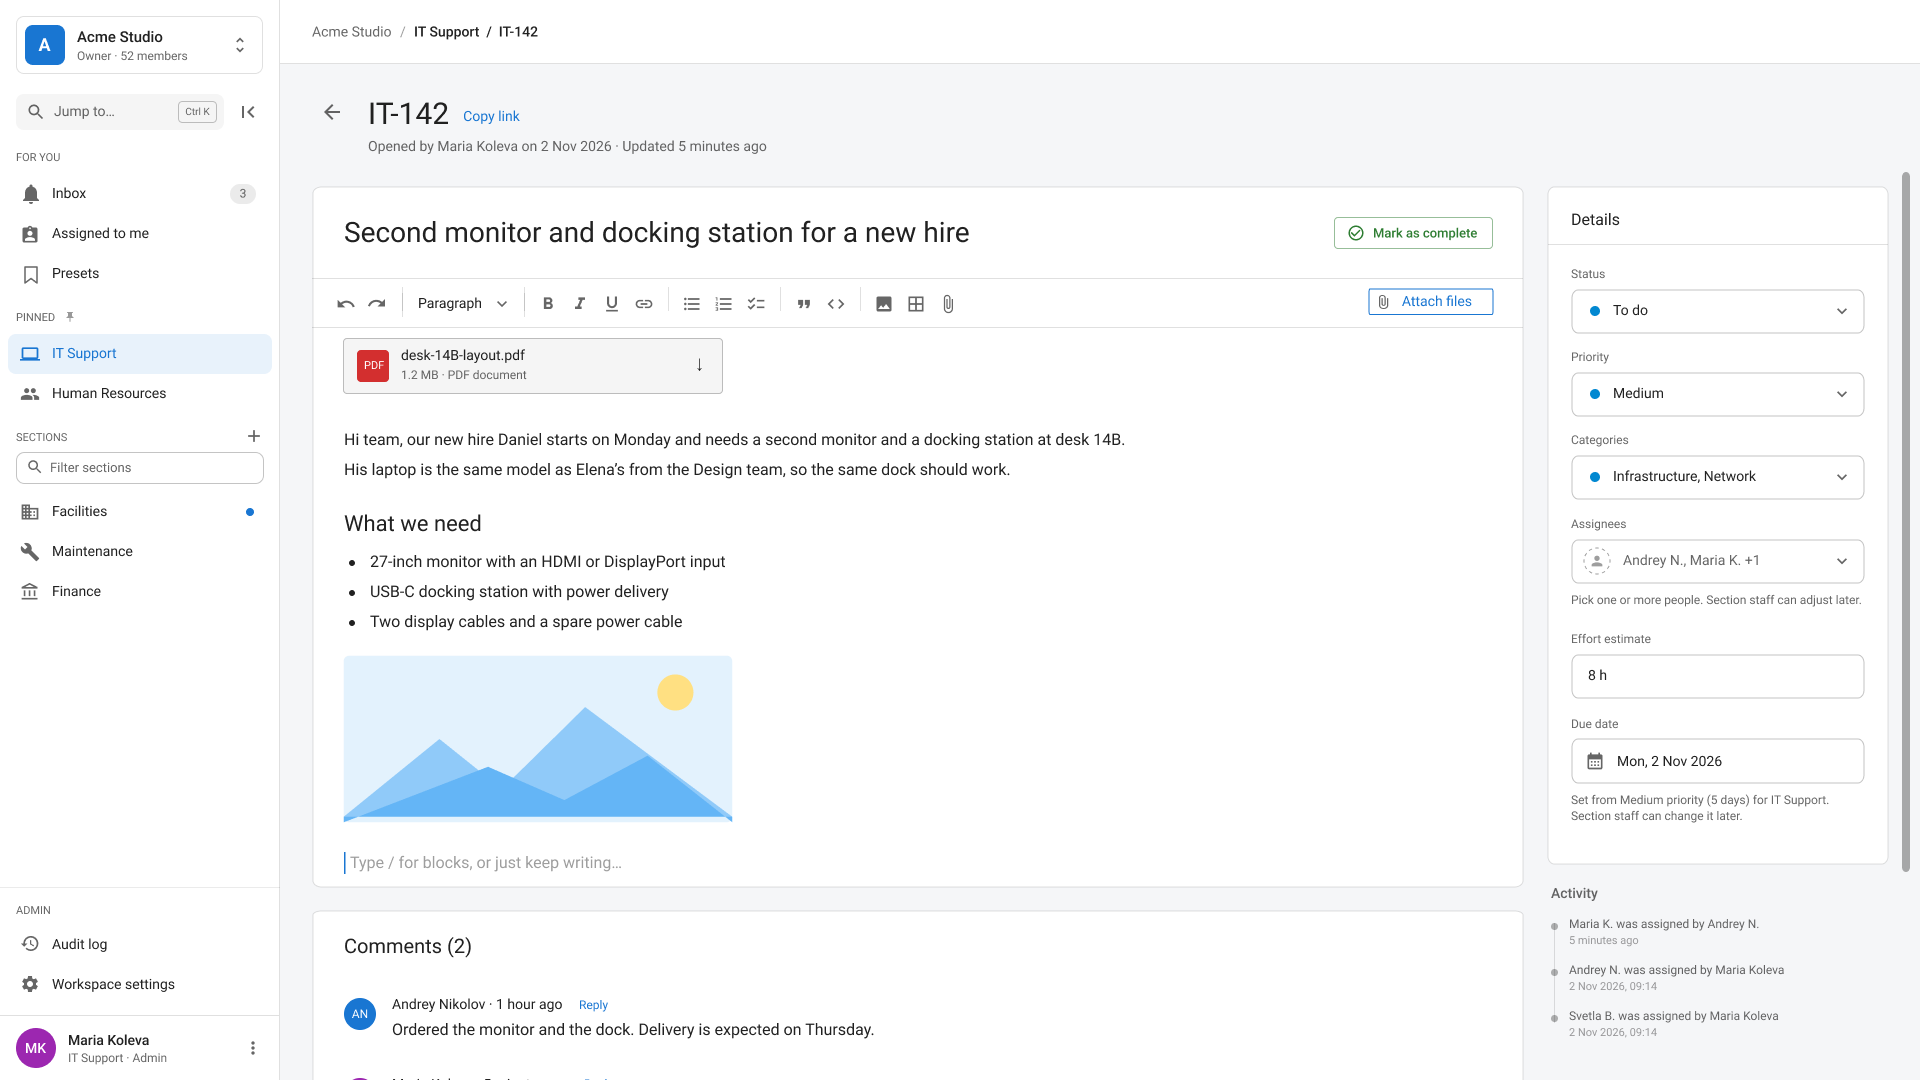 A
Acme Studio
Owner · 52 members
Jump to...
Ctrl K
FOR YOU
Inbox
3
Assigned to me
Presets
PINNED
IT Support
Human Resources
SECTIONS
Filter sections
Facilities
Maintenance
Finance
ADMIN
Audit log
Workspace settings
MK
Maria Koleva
IT Support · Admin
Acme Studio / IT Support / IT-142
IT-142
Copy link
Opened by Maria Koleva on 2 Nov 2026 · Updated 5 minutes ago
Second monitor and docking station for a new hire
Mark as complete
Paragraph
Attach files
PDF
desk-14B-layout.pdf
1.2 MB · PDF document
Hi team, our new hire Daniel starts on Monday and needs a second monitor and a docking station at desk 14B.
His laptop is the same model as Elena’s from the Design team, so the same dock should work.
What we need
• 27-inch monitor with an HDMI or DisplayPort input
• USB-C docking station with power delivery
• Two display cables and a spare power cable
Type / for blocks, or just keep writing...
Comments (2)
AN
Andrey Nikolov · 1 hour ago
Reply
Ordered the monitor and the dock. Delivery is expected on Thursday.
Details
Status
To do
Priority
Medium
Categories
Infrastructure, Network
Assignees
Andrey N., Maria K. +1
Pick one or more people. Section staff can adjust later.
Effort estimate
8 h
Due date
Mon, 2 Nov 2026
Set from Medium priority (5 days) for IT Support.
Section staff can change it later.
Activity
Maria K. was assigned by Andrey N.
5 minutes ago
Andrey N. was assigned by Maria Koleva
2 Nov 2026, 09:14
Svetla B. was assigned by Maria Koleva
2 Nov 2026, 09:14